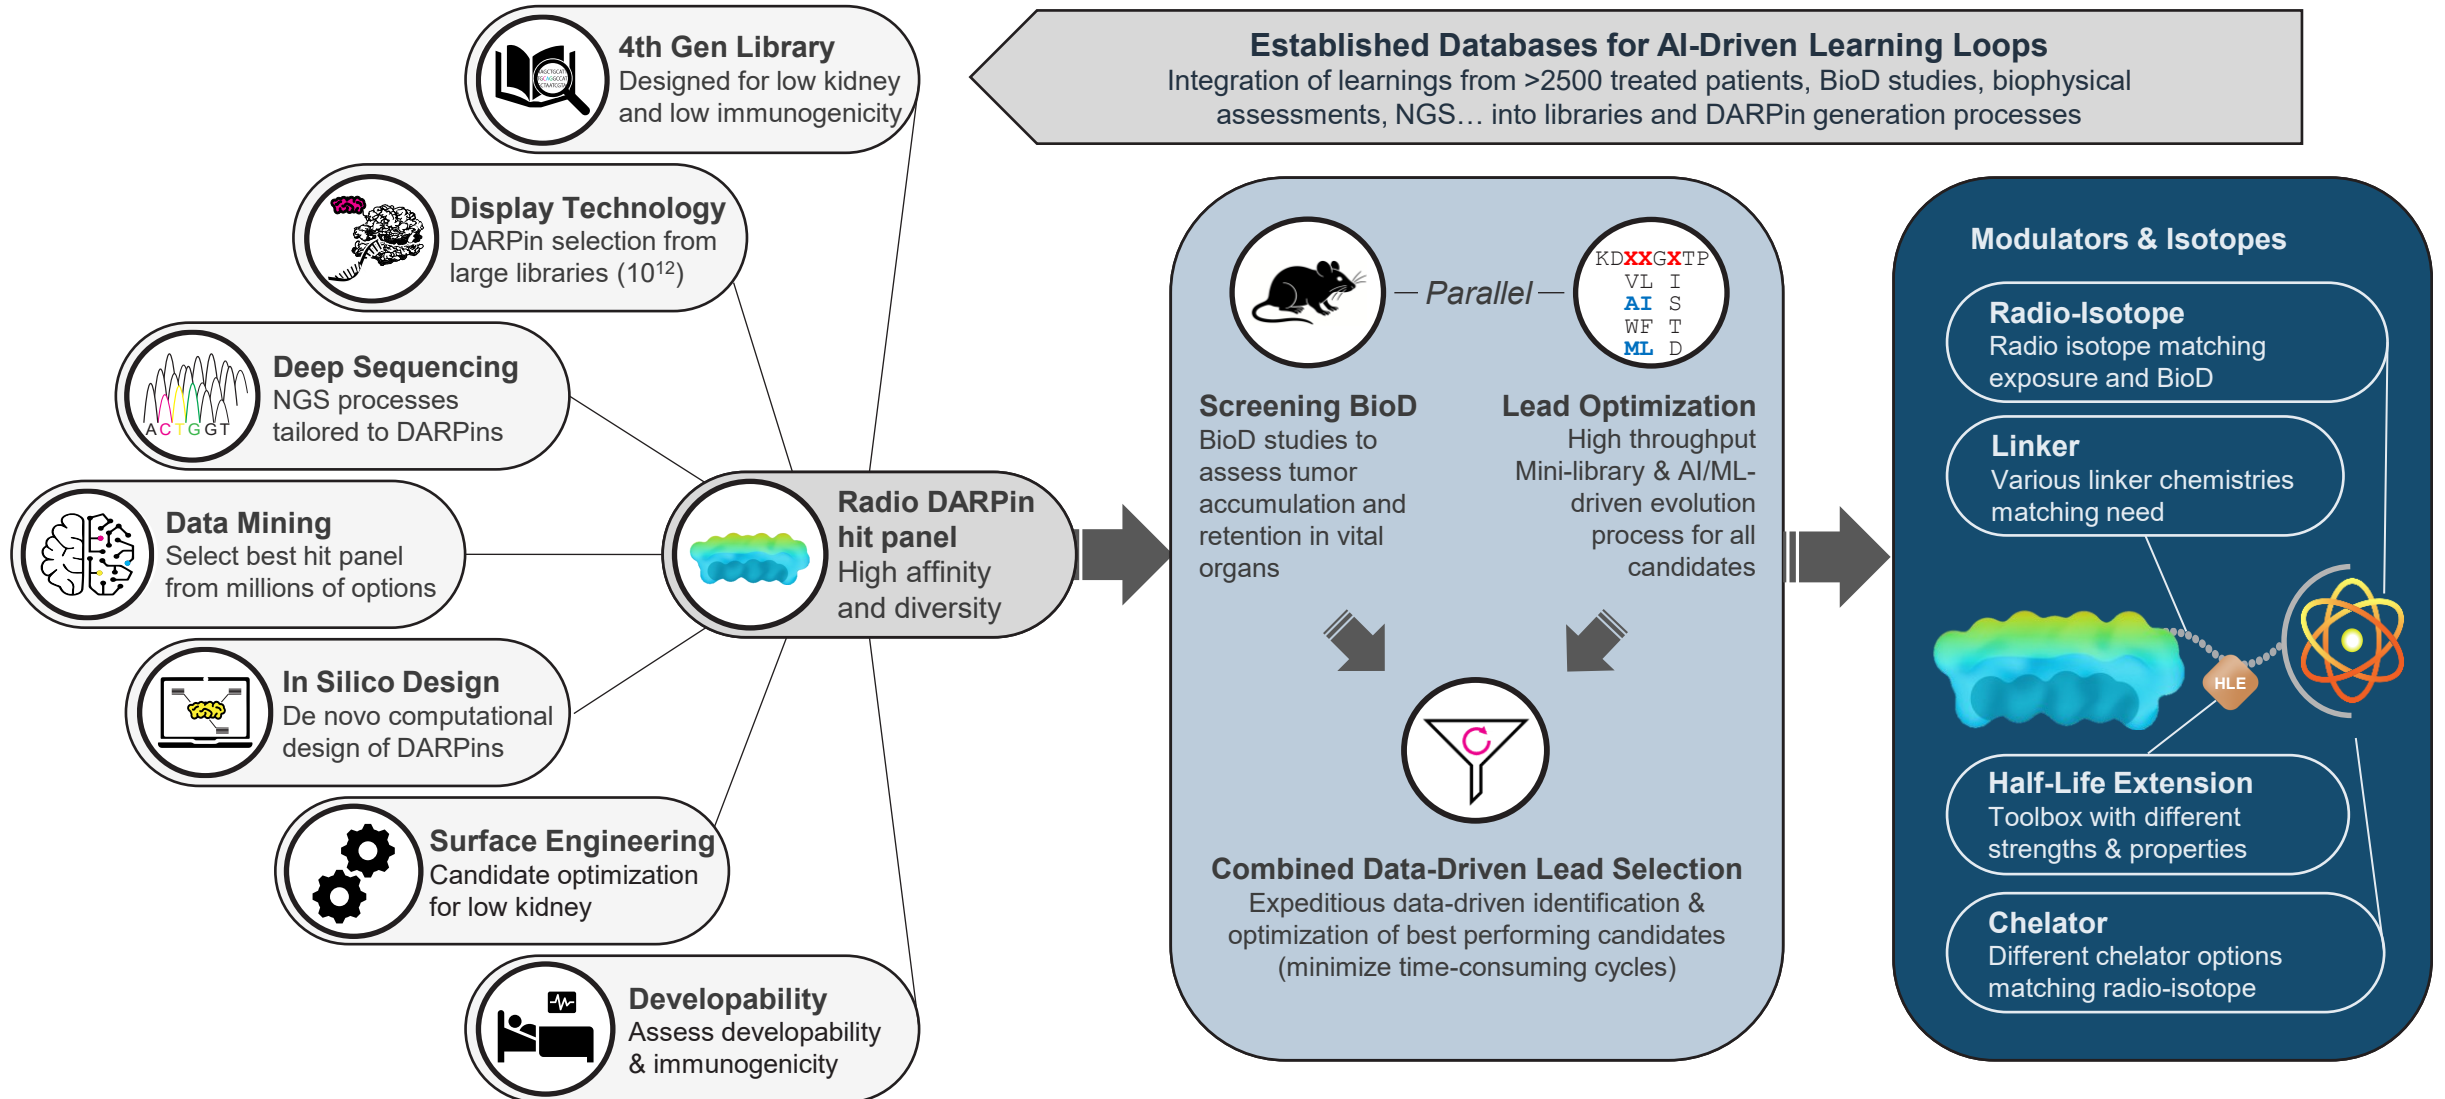 4th Gen Library
Designed for low kidney
and low immunogenicity
Established Databases for AI-Driven Learning Loops
Integration of learnings from >2500 treated patients, BioD studies, biophysical
assessments, NGS… into libraries and DARPin generation processes
Display Technology
DARPin selection from
large libraries (10¹²)
Deep Sequencing
NGS processes
tailored to DARPins
ACTGGT
Data Mining
Select best hit panel
from millions of options
In Silico Design
De novo computational
design of DARPins
Surface Engineering
Candidate optimization
for low kidney
Developability
Assess developability
& immunogenicity
Radio DARPin
hit panel
High affinity
and diversity
Parallel
KDXXGXTP
VL I
AI S
WF T
ML D
Screening BioD
BioD studies to
assess tumor
accumulation and
retention in vital
organs
Lead Optimization
High throughput
Mini-library & AI/ML-
driven evolution
process for all
candidates
Combined Data-Driven Lead Selection
Expeditious data-driven identification &
optimization of best performing candidates
(minimize time-consuming cycles)
Modulators & Isotopes
Radio-Isotope
Radio isotope matching
exposure and BioD
Linker
Various linker chemistries
matching need
HLE
Half-Life Extension
Toolbox with different
strengths & properties
Chelator
Different chelator options
matching radio-isotope